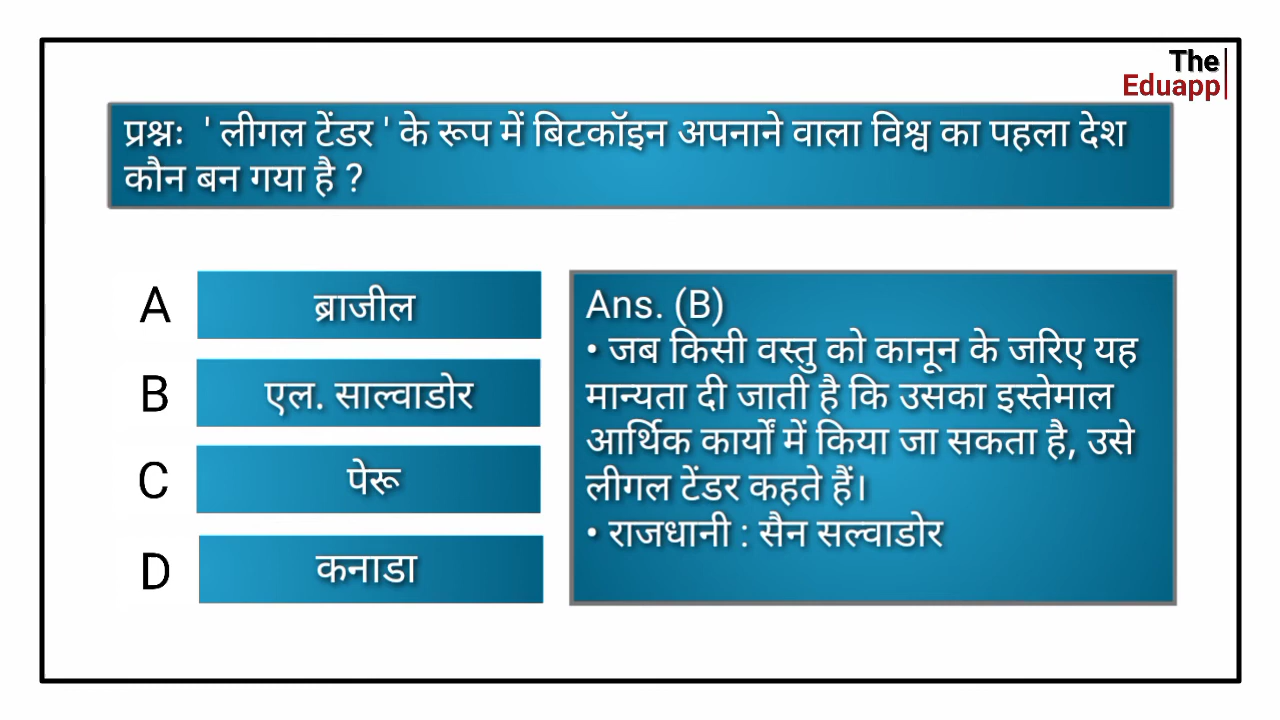 The
Eduapp
प्रश्नः ' लीगल टेंडर ' के रूप में बिटकॉइन अपनाने वाला विश्व का पहला देश
कौन बन गया है ?
A ब्राजील
B एल. साल्वाडोर
C पेरू
D कनाडा
Ans. (B)
• जब किसी वस्तु को कानून के जरिए यह
मान्यता दी जाती है कि उसका इस्तेमाल
आर्थिक कार्यों में किया जा सकता है, उसे
लीगल टेंडर कहते हैं।
• राजधानी : सैन सल्वाडोर